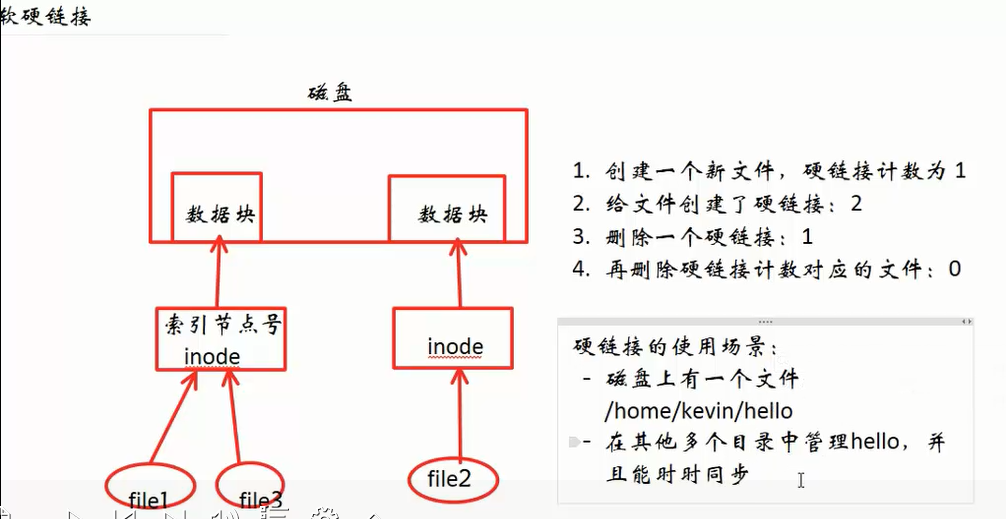 软硬链接
磁盘
数据块
数据块
索引节点号
inode
inode
file1
file3
file2
1. 创建一个新文件，硬链接计数为 1
2. 给文件创建了硬链接：2
3. 删除一个硬链接：1
4. 再删除硬链接计数对应的文件：0
硬链接的使用场景：
- 磁盘上有一个文件
/home/kevin/hello
- 在其他多个目录中管理hello，并
且能时时同步